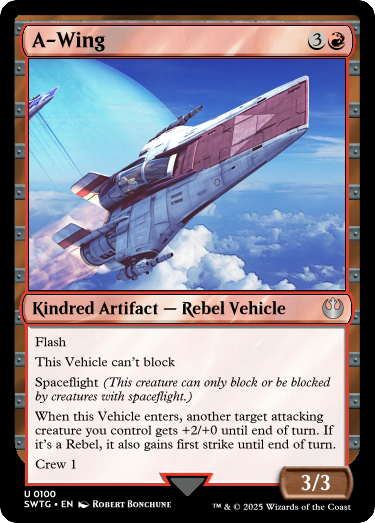 A-Wing 3
Kindred Artifact — Rebel Vehicle
Flash
This Vehicle can't block
Spaceflight (This creature can only block or be blocked
by creatures with spaceflight.)
When this Vehicle enters, another target attacking
creature you control gets +2/+0 until end of turn. If
it's a Rebel, it also gains first strike until end of turn.
Crew 1
3/3
U 0100
SWTG • EN Robert Bonchune ™ & © 2025 Wizards of the Coast